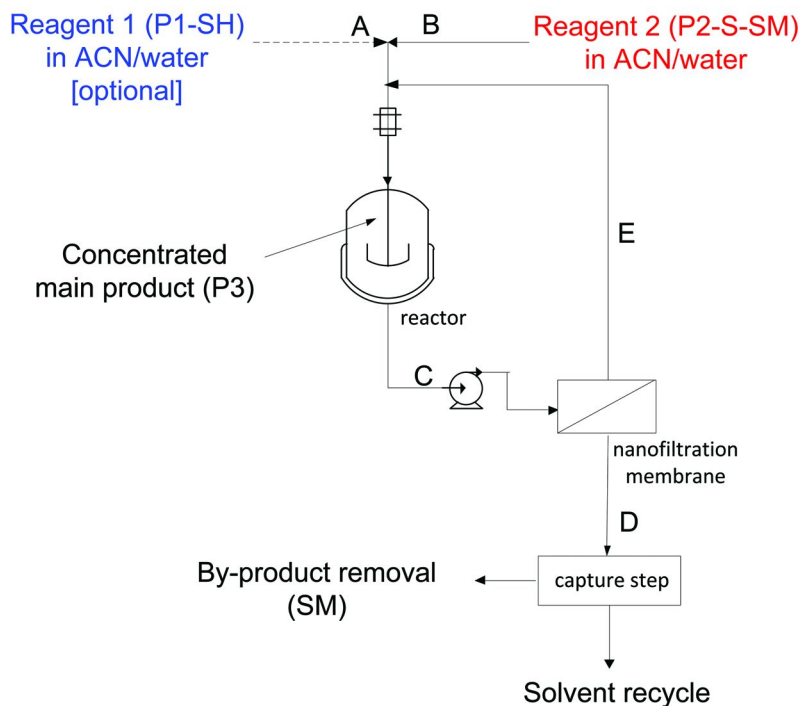 Reagent 1 (P1-SH)
in ACN/water
[optional]
A
B
Reagent 2 (P2-S-SM)
in ACN/water
E
Concentrated
main product (P3)
reactor
C
nanofiltration
membrane
D
By-product removal
(SM)
capture step
Solvent recycle